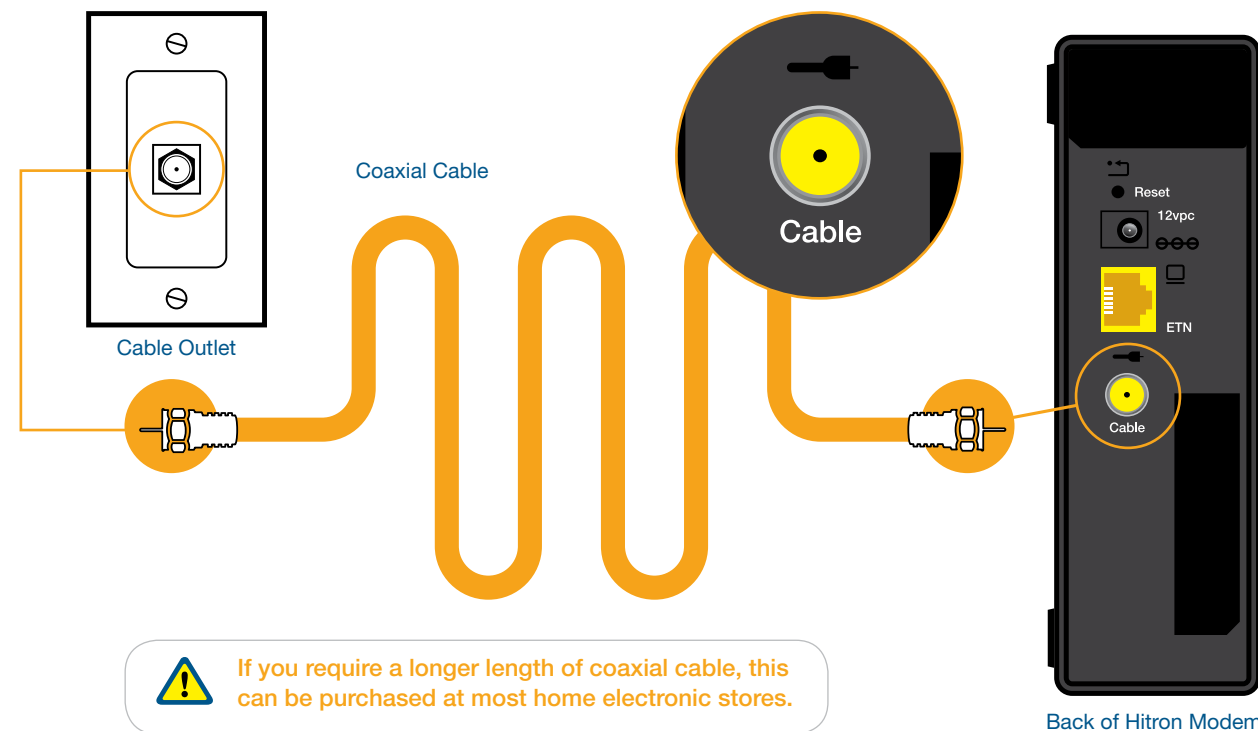 Coaxial Cable
Cable Outlet
Cable
Reset
12vpc
ETN
Cable
If you require a longer length of coaxial cable, this
can be purchased at most home electronic stores.
Back of Hitron Modem